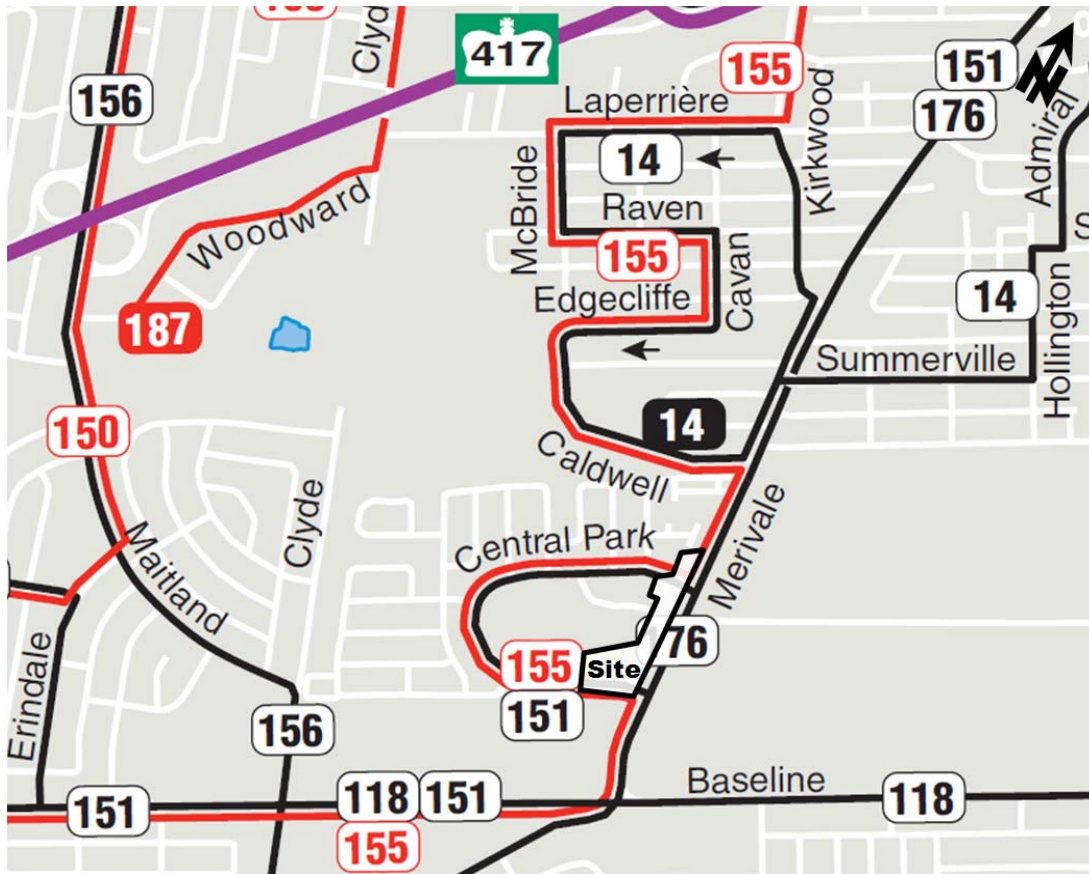 Clyde
417
155
156
151
176
Admiral
N
Laperrière
Kirkwood
14
McBride
Raven
Woodward
155
Cavan
S
Edgecliffe
14
Hollington
187
Summerville
150
14
Caldwell
Clyde
Merivale
Central Park
Maitland
176
155
Site
Erindale
151
156
Baseline
151
118
151
118
155